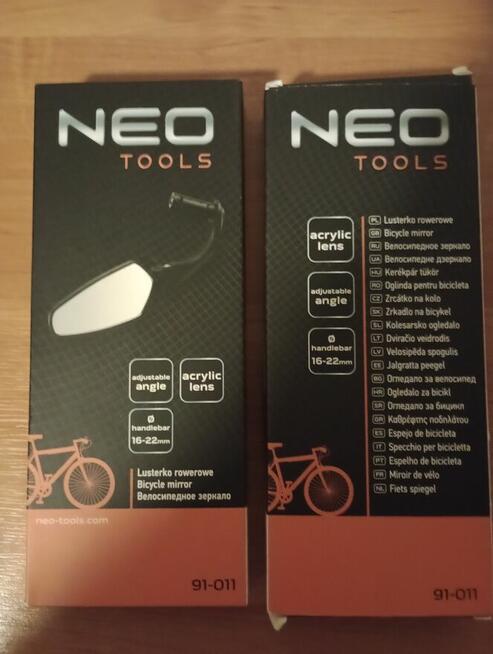 NEO
TOOLS
adjustable
angle
acrylic
lens
Ø
handlebar
16-22mm
Lusterko rowerowe
Bicycle mirror
Велосипедное зеркало
neo-tools.com
91-011
NEO
TOOLS
acrylic
lens
adjustable
angle
Ø
handlebar
16-22mm
PL Lusterko rowerowe
GB Bicycle mirror
RU Велосипедное зеркало
UA Велосипедне дзеркало
HU Kerékpár tükör
RO Oglinda pentru bicicleta
CZ Zrcátko na kolo
SK Zrkadlo na bicykel
SL Kolesarsko ogledalo
LT Dviračio veidrodis
LV Velosipēda spogulis
EE Jalgratta peegel
BG Огледало за велосипед
HR Ogledalo za bicikl
SR Огледало за бицикл
GR Καθρέφτης ποδηλάτου
ES Espejo de bicicleta
IT Specchio per bicicletta
PT Espelho de bicicleta
FR Miroir de vélo
NL Fiets spiegel
91-011